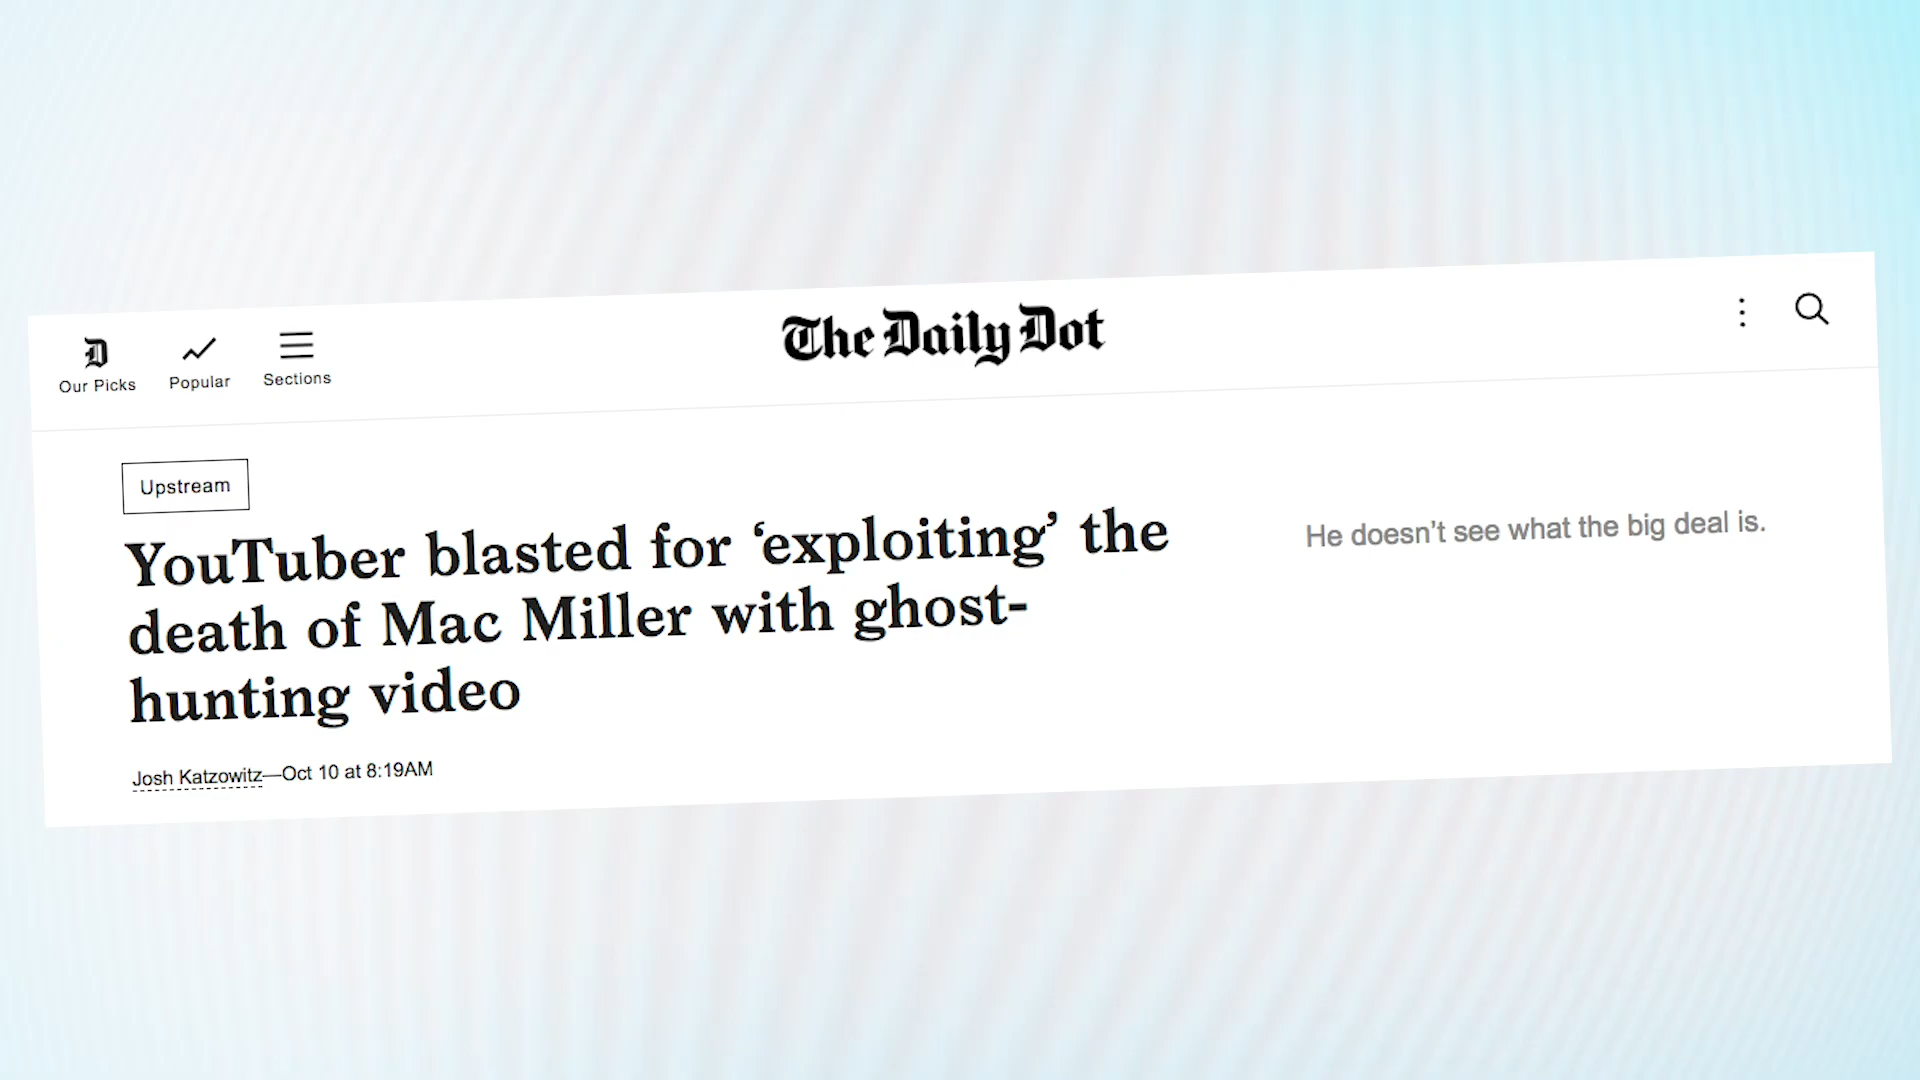 Our Picks
Popular
Sections
The Daily Dot
Upstream
YouTuber blasted for ‘exploiting’ the
death of Mac Miller with ghost-
hunting video
He doesn’t see what the big deal is.
Josh Katzowitz—Oct 10 at 8:19AM